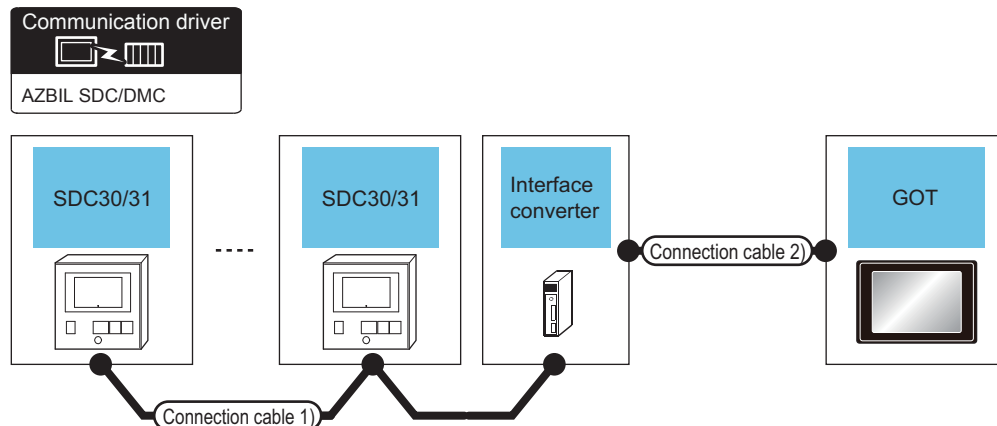 Communication driver
AZBIL SDC/DMC
SDC30/31
SDC30/31
Interface
converter
GOT
Connection cable 2)
Connection cable 1)